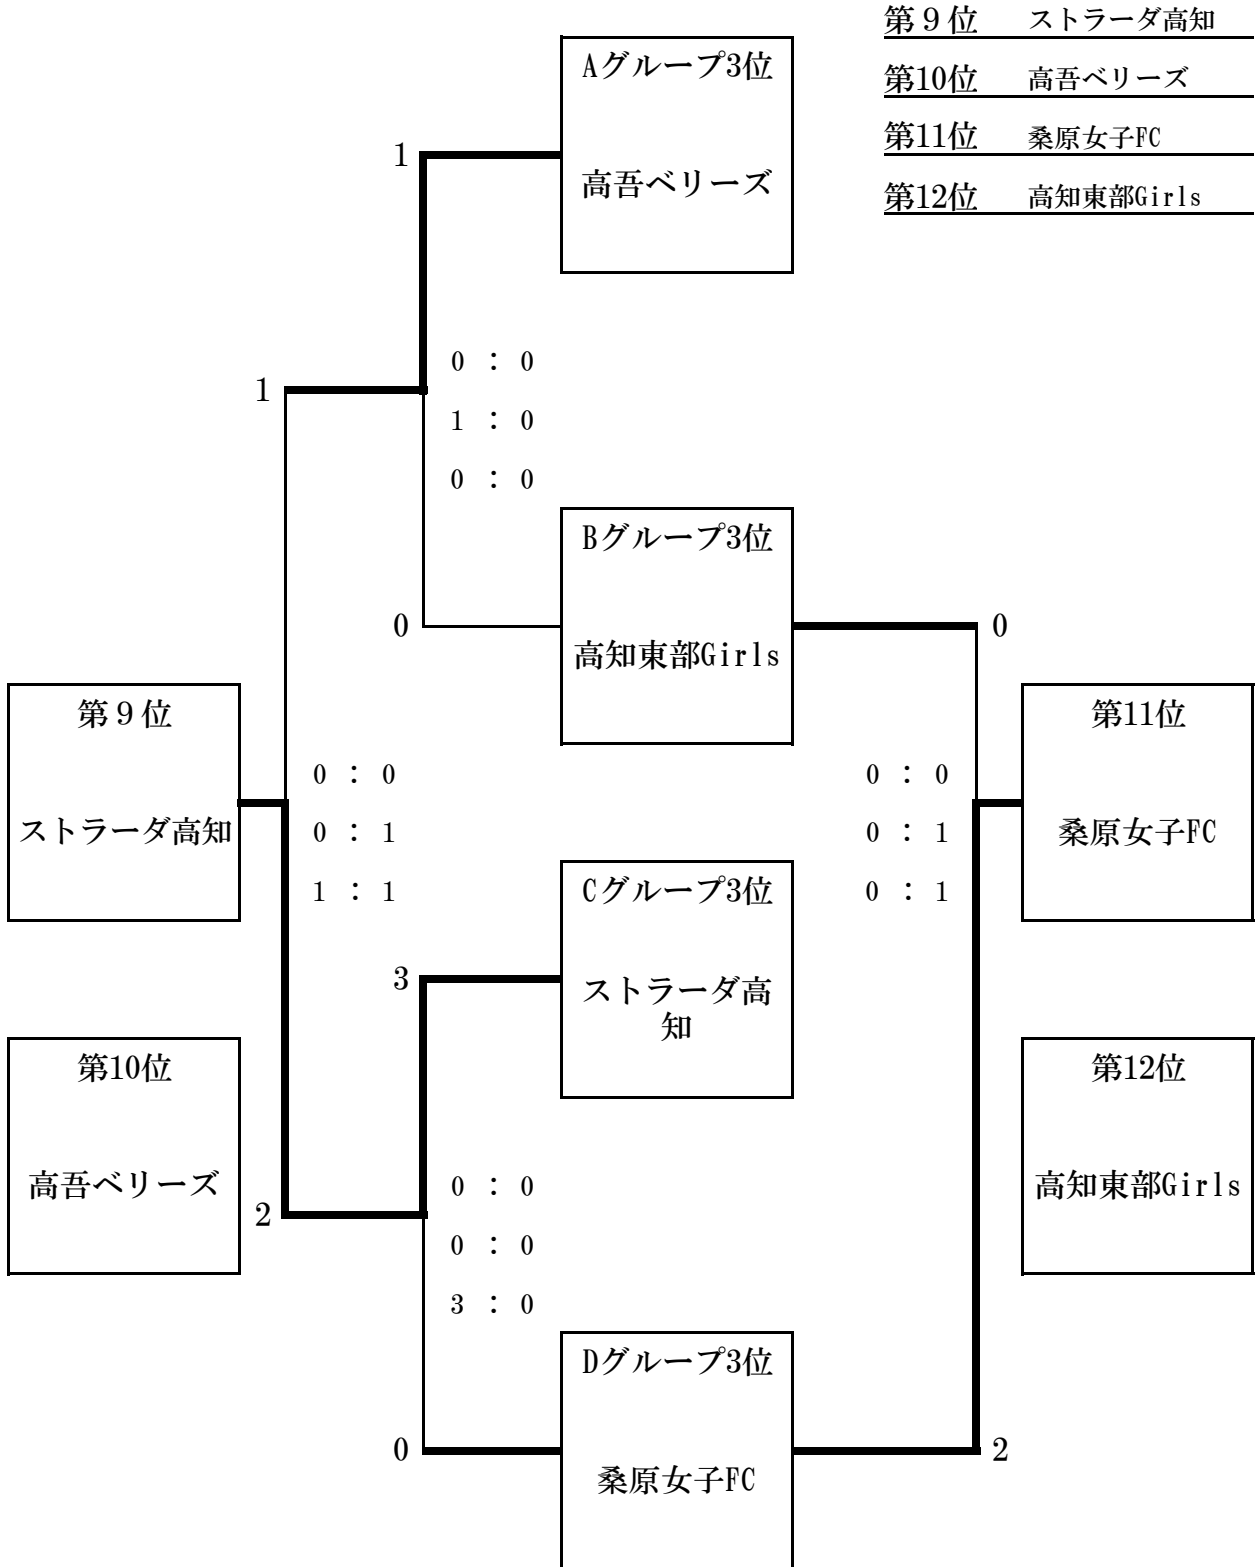 第９位 ストラーダ高知
第10位 高吾ベリーズ
第11位 桑原女子FC
第12位 高知東部Girls
Aグループ3位
高吾ベリーズ
1
0 : 0
1 : 0
0 : 0
1
0
Bグループ3位
高知東部Girls
0
第９位
ストラーダ高知
0 : 0
0 : 1
1 : 1
0 : 0
0 : 1
0 : 1
第11位
桑原女子FC
Cグループ3位
ストラーダ高
知
3
第10位
高吾ベリーズ
2
0 : 0
0 : 0
3 : 0
第12位
高知東部Girls
Dグループ3位
桑原女子FC
0
2